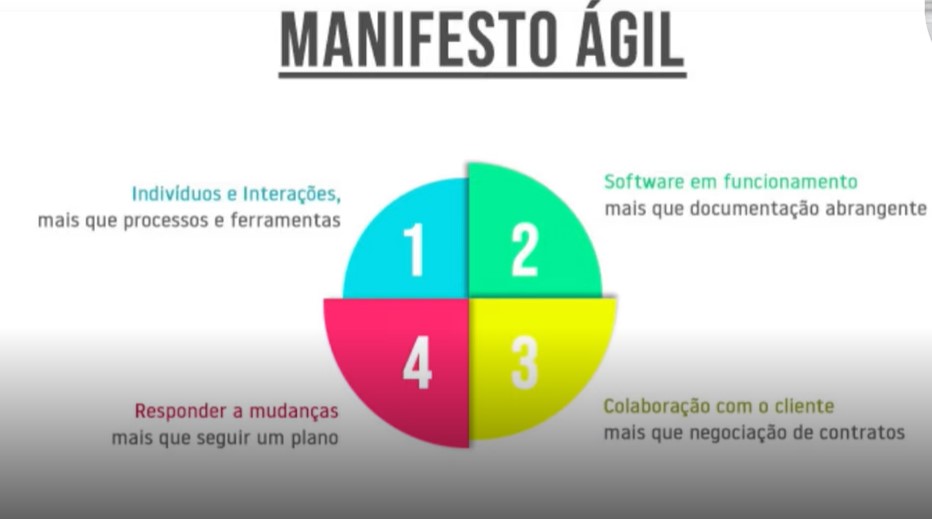 MANIFESTO ÁGIL
Indivíduos e Interações,
mais que processos e ferramentas
1
2
Software em funcionamento
mais que documentação abrangente
4
3
Responder a mudanças
mais que seguir um plano
Colaboração com o cliente
mais que negociação de contratos